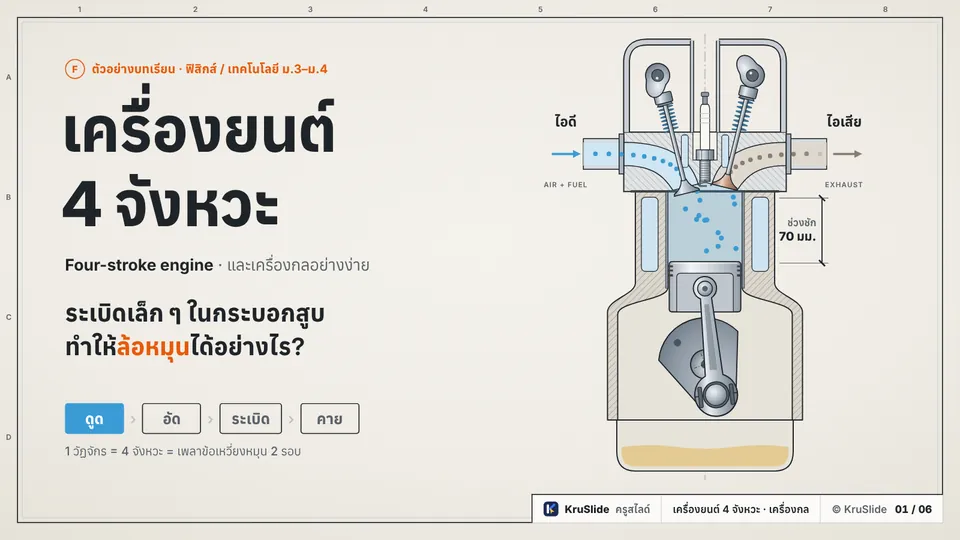 1 2 3 4 5 6 7 8
A
B
C
D
F ตัวอย่างบทเรียน · ฟิสิกส์ / เทคโนโลยี ม.3–ม.4
เครื่องยนต์
4 จังหวะ
Four-stroke engine · และเครื่องกลอย่างง่าย
ระเบิดเล็ก ๆ ในกระบอกสูบ
ทำให้ล้อหมุนได้อย่างไร?
ดูด › อัด › ระเบิด › คาย
1 วัฏจักร = 4 จังหวะ = เพลาข้อเหวี่ยงหมุน 2 รอบ
ไอดี
AIR + FUEL
ไอเสีย
EXHAUST
ช่วงชัก
70 มม.
K KruSlide ครูสไลด์ เครื่องยนต์ 4 จังหวะ · เครื่องกล © KruSlide 01 / 06